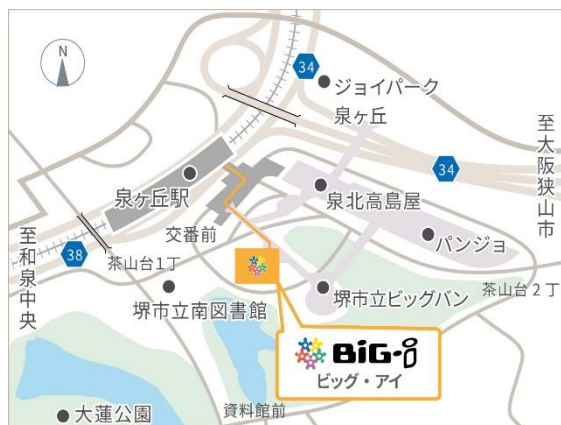 N
34
ジョイパーク
泉ヶ丘
至大阪狭山市
34
泉ヶ丘駅
泉北高島屋
交番前
パンジョ
至和泉中央
38
茶山台1丁
堺市立南図書館
堺市立ビッグバン
茶山台2丁
BiG-i
ビッグ・アイ
大蓮公園
資料館前